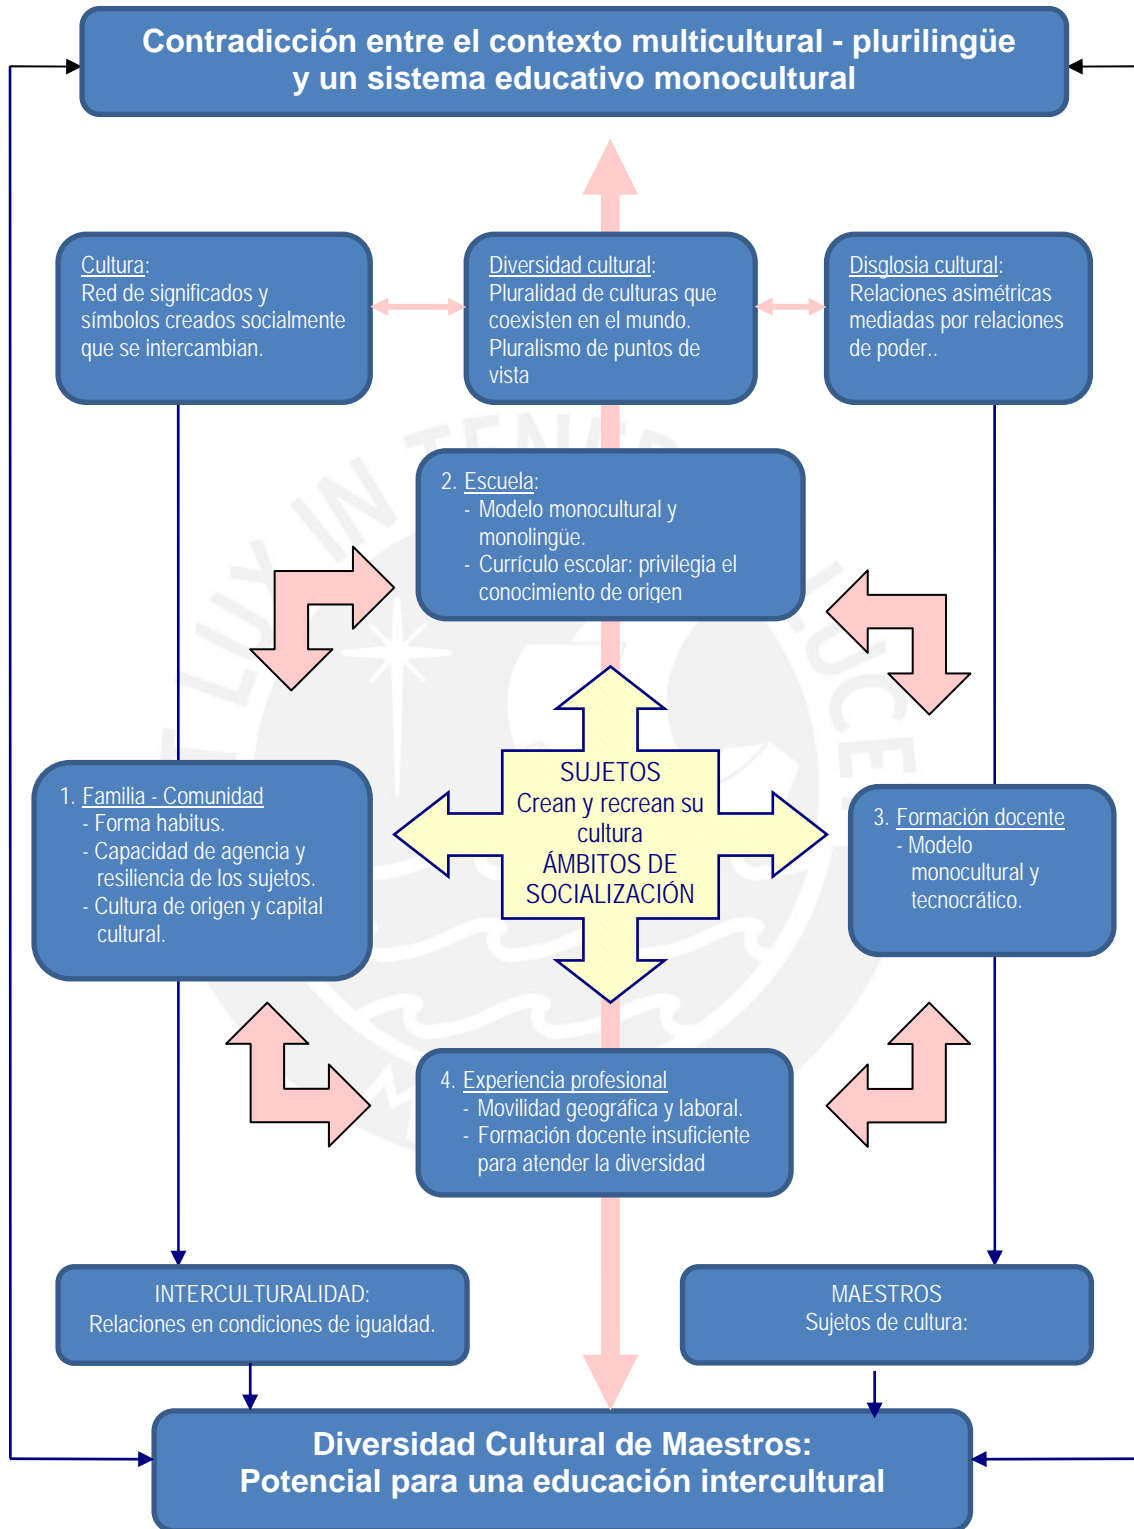 Contradicción entre el contexto multicultural - plurilingüe
y un sistema educativo monocultural
Cultura:
Red de significados y
símbolos creados socialmente
que se intercambian.
Diversidad cultural:
Pluralidad de culturas que
coexisten en el mundo.
Pluralismo de puntos de
vista
Disglosia cultural:
Relaciones asimétricas
mediadas por relaciones
de poder..
2. Escuela:
- Modelo monocultural y
monolingüe.
- Currículo escolar: privilegia el
conocimiento de origen
1. Familia - Comunidad
- Forma habitus.
- Capacidad de agencia y
resiliencia de los sujetos.
- Cultura de origen y capital
cultural.
SUJETOS
Crean y recrean su
cultura
ÁMBITOS DE
SOCIALIZACIÓN
3. Formación docente
- Modelo
monocultural y
tecnocrático.
4. Experiencia profesional
- Movilidad geográfica y laboral.
- Formación docente insuficiente
para atender la diversidad
INTERCULTURALIDAD:
Relaciones en condiciones de igualdad.
MAESTROS
Sujetos de cultura:
Diversidad Cultural de Maestros:
Potencial para una educación intercultural